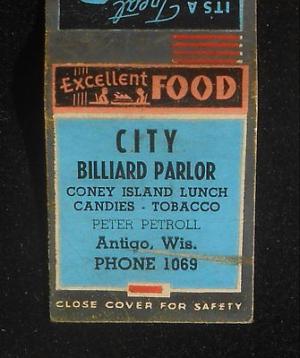 IT'S A
Treat
Excellent FOOD
CITY
BILLIARD PARLOR
CONEY ISLAND LUNCH
CANDIES - TOBACCO
PETER PETROLL
Antigo, Wis.
PHONE 1069
CLOSE COVER FOR SAFETY